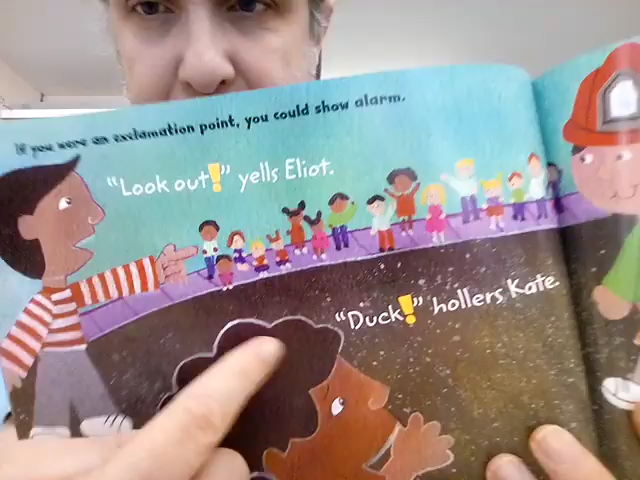 If you were an exclamation point, you could show alarm.
"Look out!" yells Eliot.
"Duck!" hollers Kate.